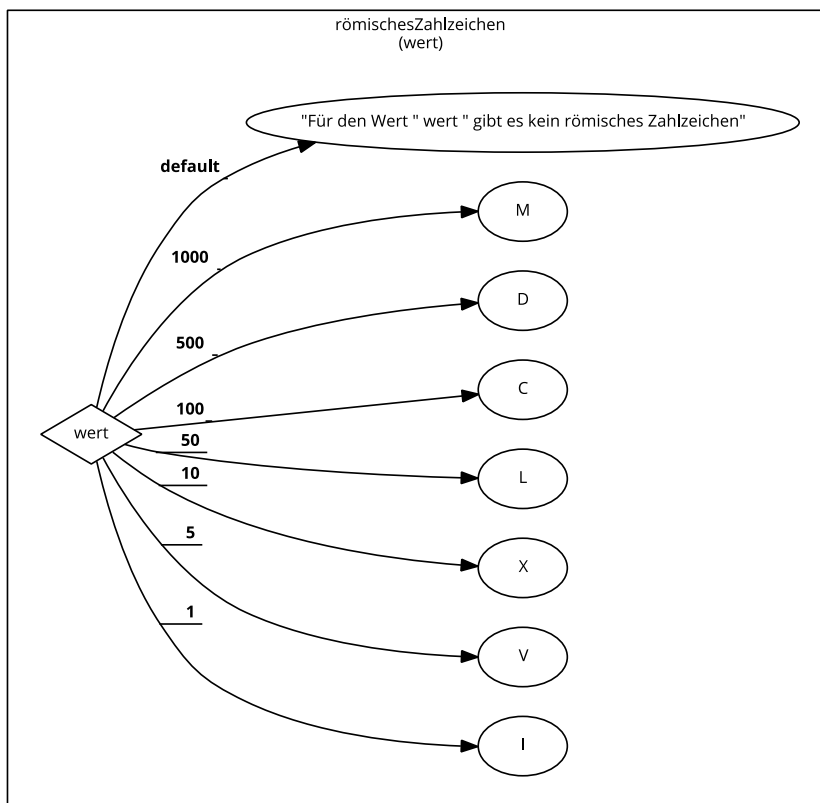 römischesZahlzeichen
(wert)
"Für den Wert " wert " gibt es kein römisches Zahlzeichen"
default
M
1000
D
500
C
100
wert
50
L
10
X
5
V
1
I